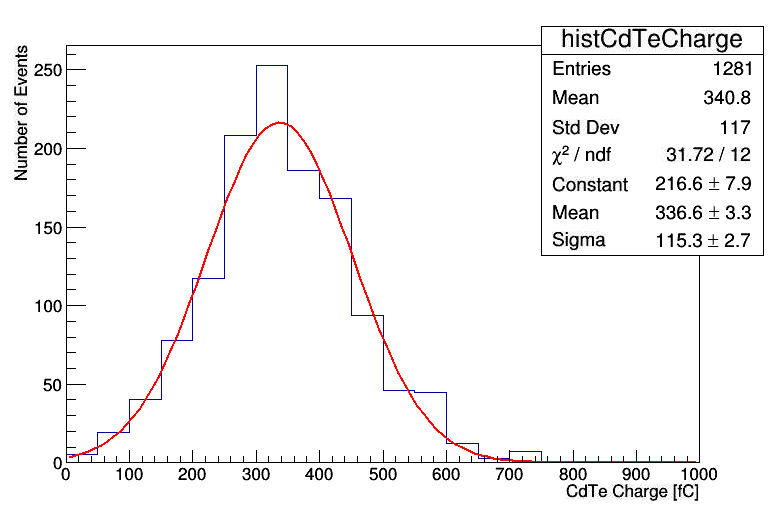 histCdTeCharge
Entries 1281
Mean 340.8
Std Dev 117
χ² / ndf 31.72 / 12
Constant 216.6 ± 7.9
Mean 336.6 ± 3.3
Sigma 115.3 ± 2.7
Number of Events
250
200
150
100
50
0
0 100 200 300 400 500 600 700 800 900 1000
CdTe Charge [fC]